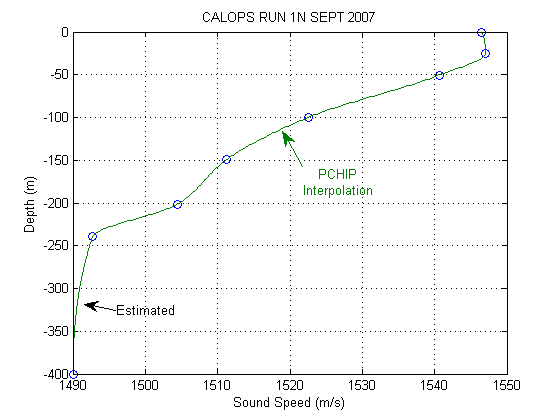 CALOPS RUN 1N SEPT 2007
0
-50
-100
-150
-200
-250
-300
-350
-400
Depth (m)
PCHIP
Interpolation
Estimated
1490 1500 1510 1520 1530 1540 1550
Sound Speed (m/s)